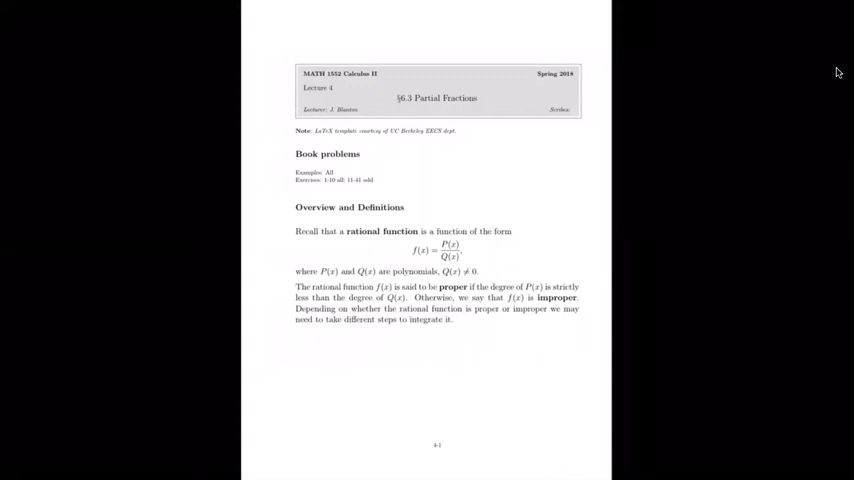 MATH 1552 Calculus II Spring 2018
Lecture 4
§6.3 Partial Fractions
Lecturer: J. Blanton Scribes:
Note: LaTeX template courtesy of UC Berkeley EECS dept.
Book problems
Examples: All
Exercises: 1-10 all; 11-41 odd
Overview and Definitions
Recall that a rational function is a function of the form
f(x) = P(x)/Q(x),
where P(x) and Q(x) are polynomials, Q(x) ≠ 0.
The rational function f(x) is said to be proper if the degree of P(x) is strictly
less than the degree of Q(x). Otherwise, we say that f(x) is improper.
Depending on whether the rational function is proper or improper we may
need to take different steps to integrate it.
4-1